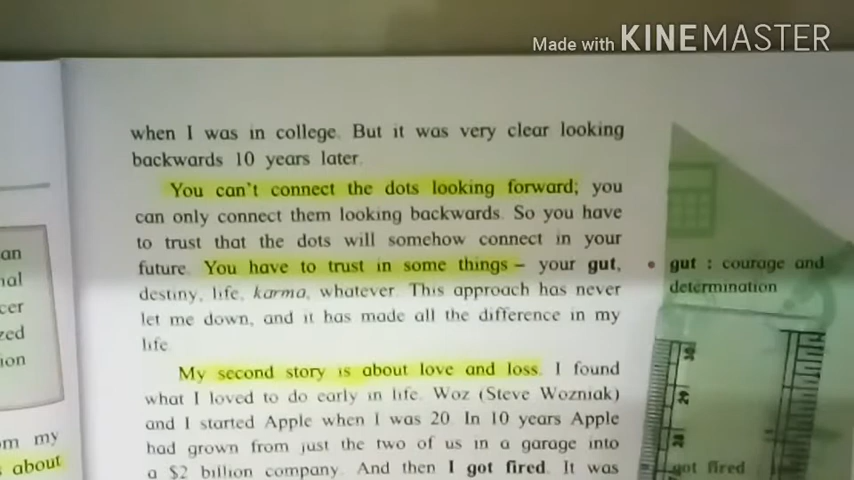 Made with KINEMASTER
when I was in college. But it was very clear looking
backwards 10 years later.
You can't connect the dots looking forward; you
can only connect them looking backwards. So you have
to trust that the dots will somehow connect in your
future. You have to trust in some things – your gut,
destiny, life, karma, whatever. This approach has never
let me down, and it has made all the difference in my
life.
My second story is about love and loss. I found
what I loved to do early in life. Woz (Steve Wozniak)
and I started Apple when I was 20. In 10 years Apple
had grown from just the two of us in a garage into
a $2 billion company. And then I got fired. It was
• gut : courage and
determination
got fired
30
29
28
an
nal
cer
zed
ion
om my
s about